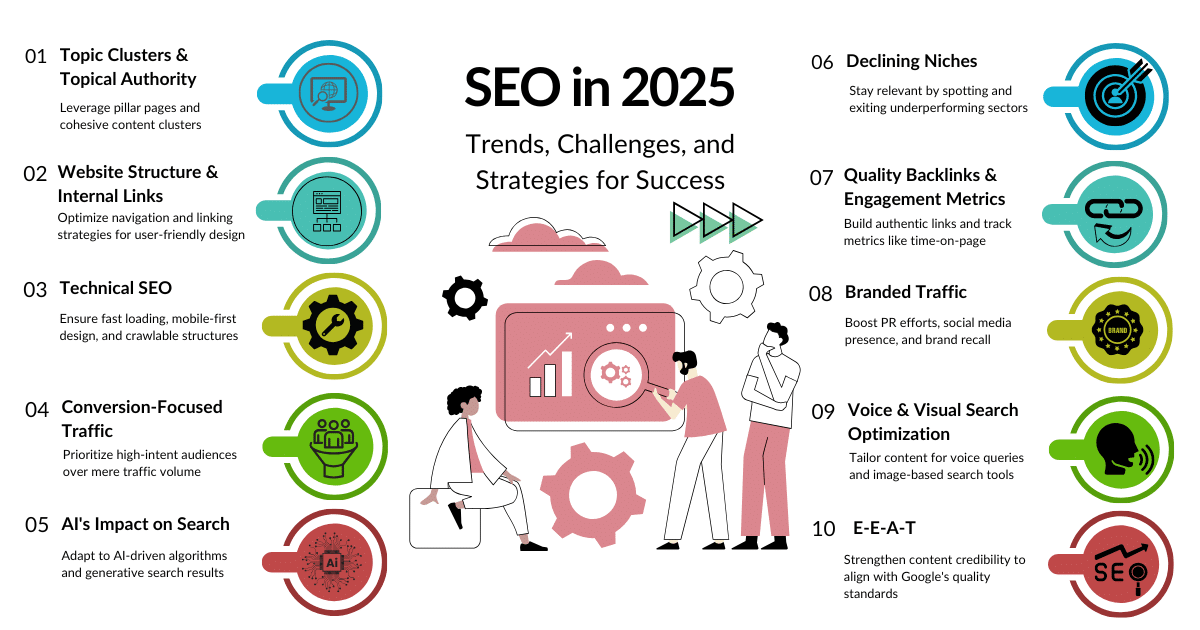 SEO in 2025
Trends, Challenges, and
Strategies for Success
01
Topic Clusters &
Topical Authority
Leverage pillar pages and
cohesive content clusters
02
Website Structure &
Internal Links
Optimize navigation and linking
strategies for user-friendly design
03
Technical SEO
Ensure fast loading, mobile-first
design, and crawlable structures
04
Conversion-Focused
Traffic
Prioritize high-intent audiences
over mere traffic volume
05
AI's Impact on Search
Adapt to AI-driven algorithms
and generative search results
Ai
06
Declining Niches
Stay relevant by spotting and
exiting underperforming sectors
07
Quality Backlinks &
Engagement Metrics
Build authentic links and track
metrics like time-on-page
08
Branded Traffic
Boost PR efforts, social media
presence, and brand recall
BRAND
09
Voice & Visual Search
Optimization
Tailor content for voice queries
and image-based search tools
10
E-E-A-T
Strengthen content credibility to
align with Google's quality
standards
SEO